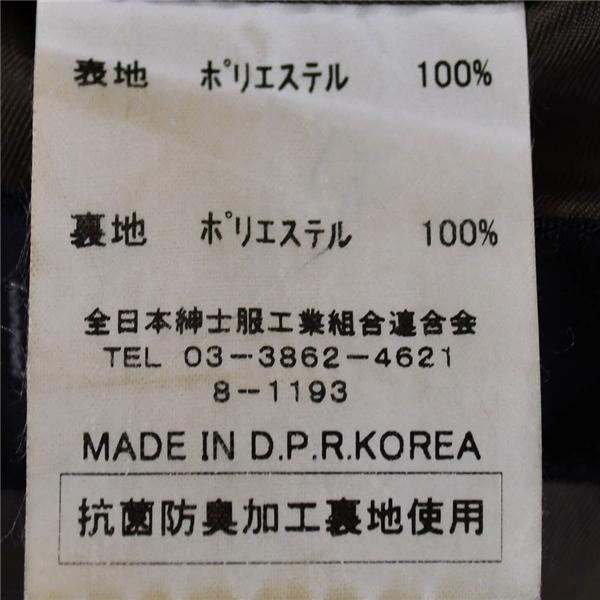 表地 ポリエステル 100%
裏地 ポリエステル 100%
全日本紳士服工業組合連合会
TEL 03-3862-4621
8-1193
MADE IN D.P.R.KOREA
抗菌防臭加工裏地使用